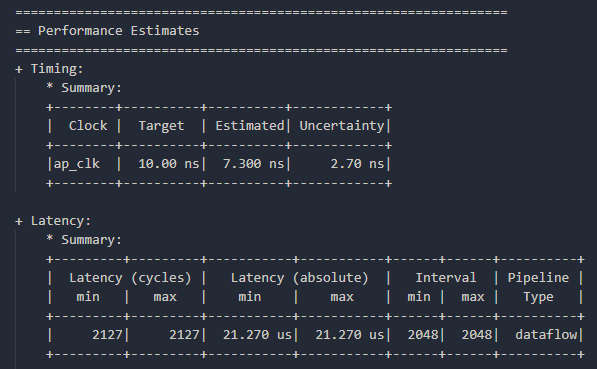 ================================================================
== Performance Estimates
================================================================
+ Timing:
    * Summary:
    +--------+----------+----------+------------+
    |  Clock |  Target  | Estimated| Uncertainty|
    +--------+----------+----------+------------+
    |ap_clk  |  10.00 ns|  7.300 ns|     2.70 ns|
    +--------+----------+----------+------------+

+ Latency:
    * Summary:
    +---------+---------+-----------+-----------+------+------+----------+
    |  Latency (cycles) |   Latency (absolute)  |   Interval  | Pipeline |
    |   min   |   max   |    min    |    max    |  min |  max |   Type   |
    +---------+---------+-----------+-----------+------+------+----------+
    |     2127|     2127|  21.270 us|  21.270 us|  2048|  2048|  dataflow|
    +---------+---------+-----------+-----------+------+------+----------+